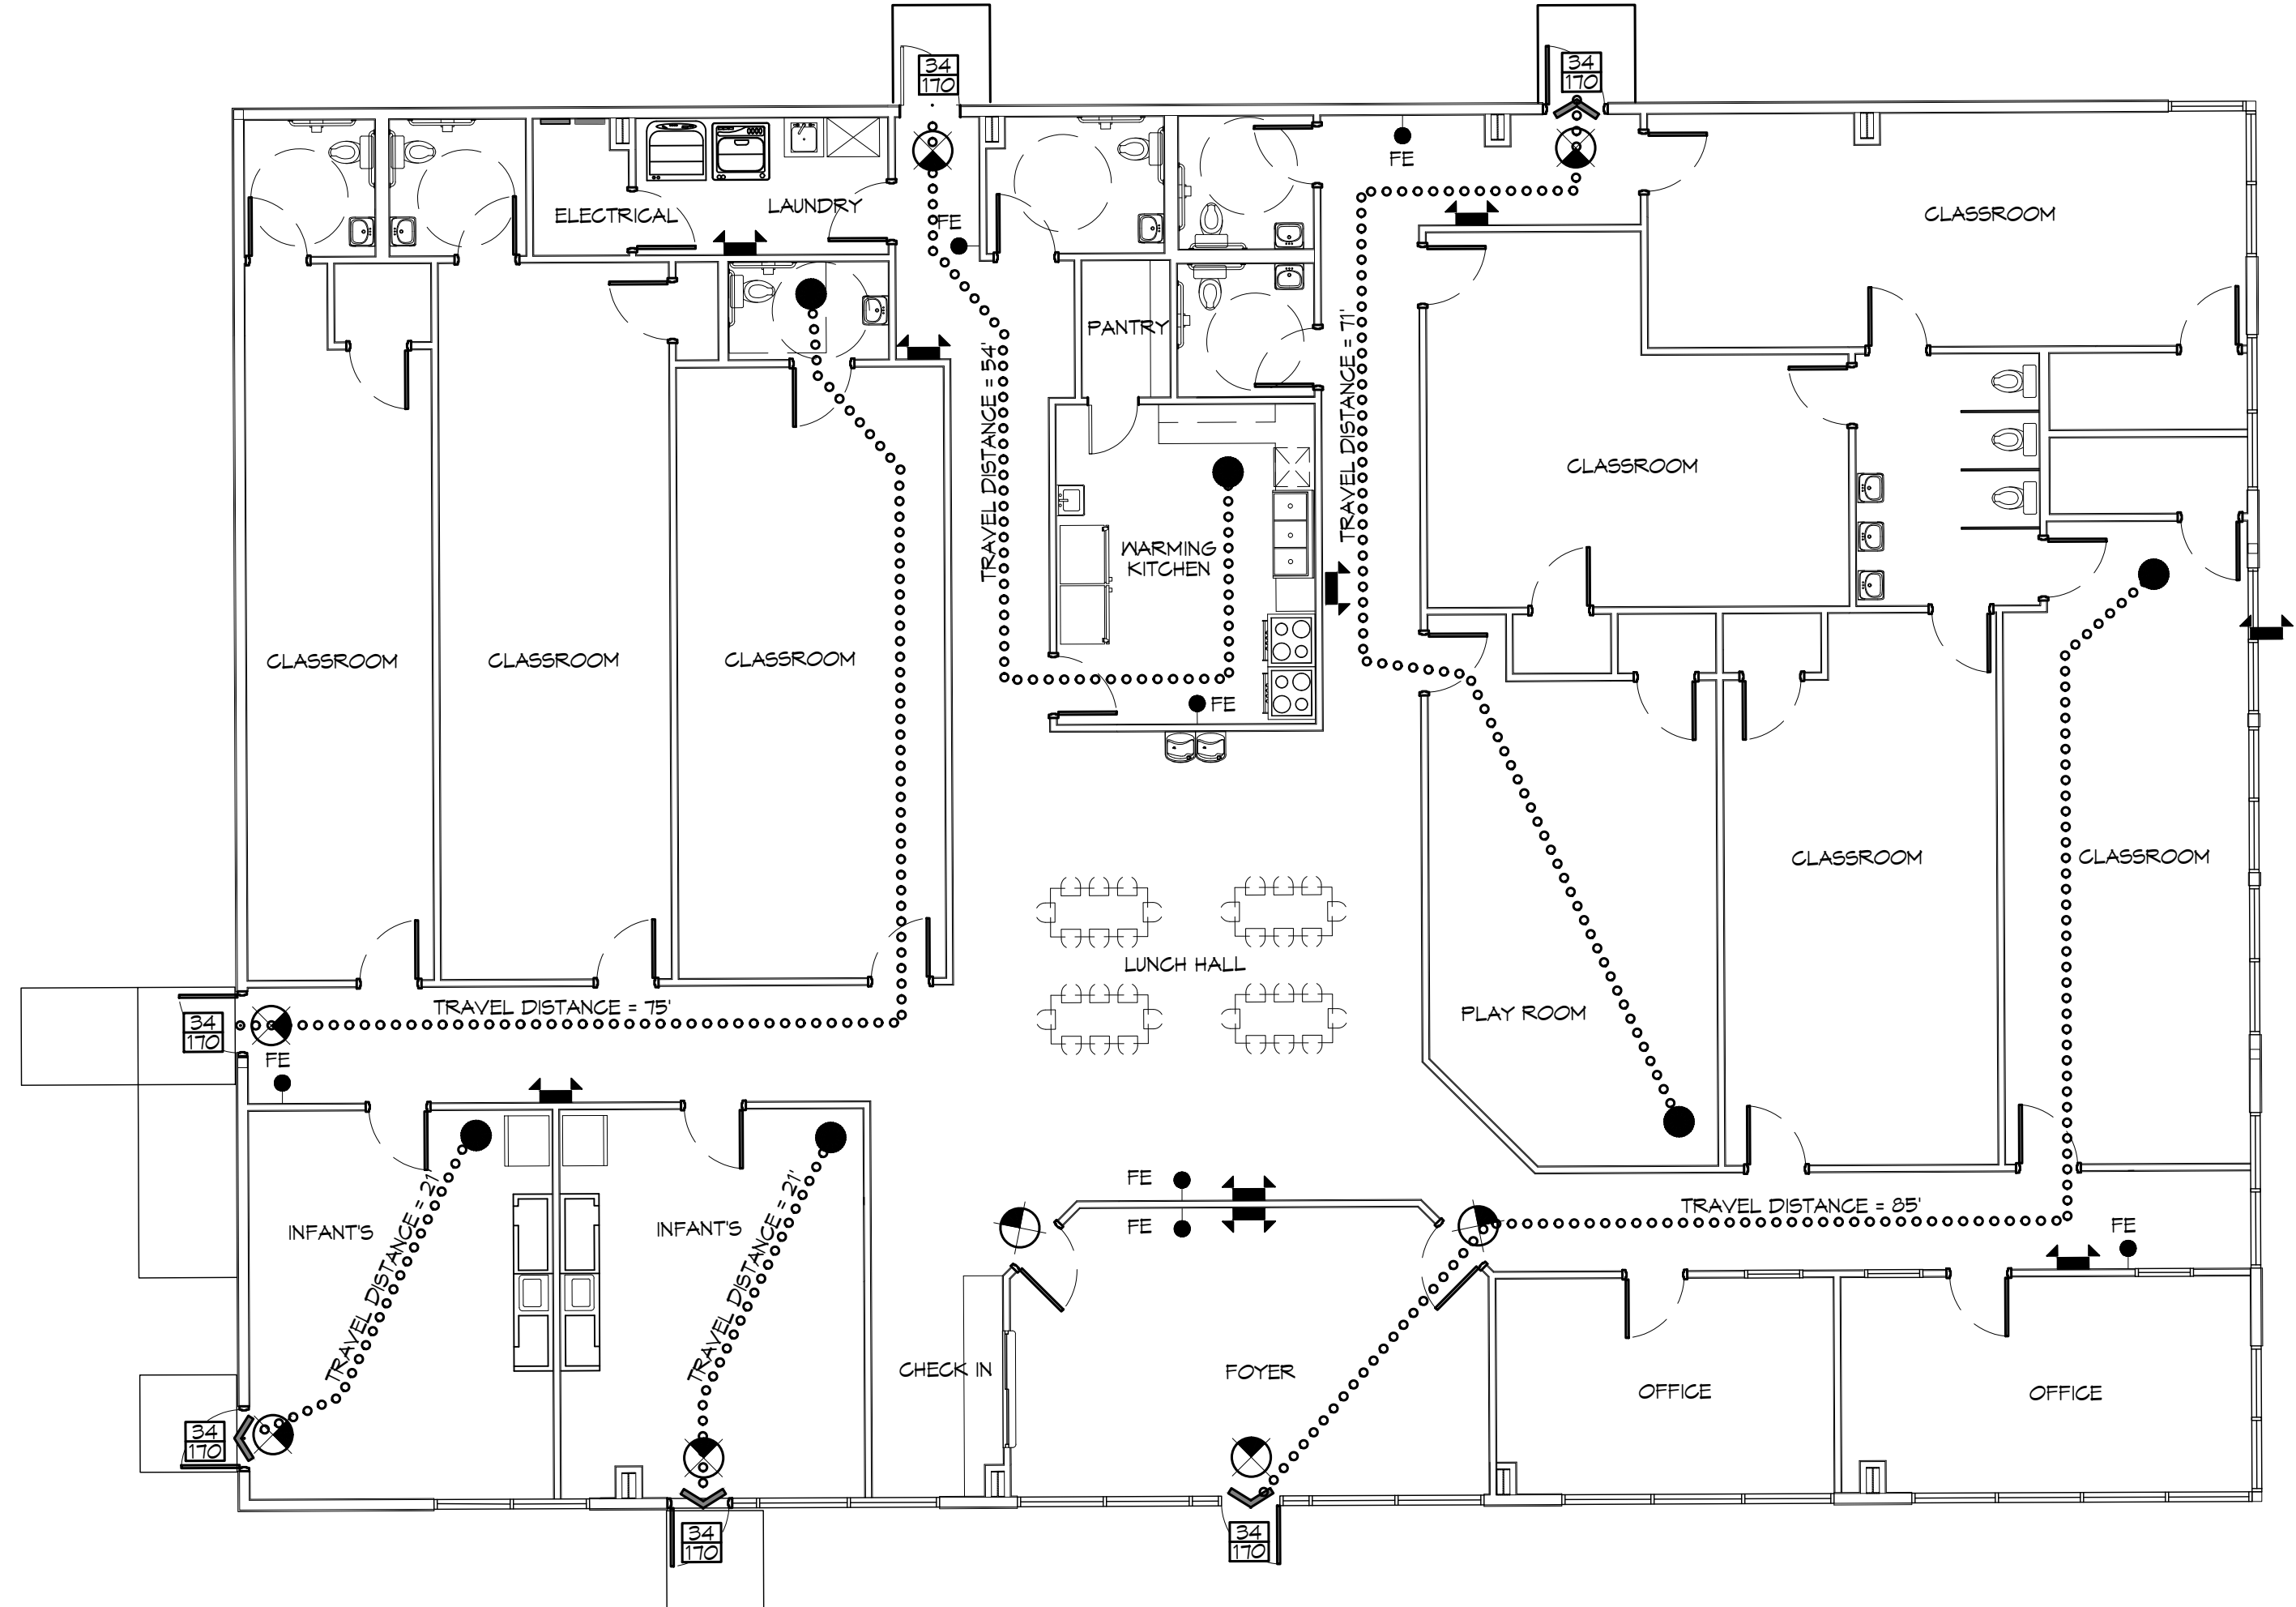 34
170
34
170
FE
ELECTRICAL
LAUNDRY
FE
CLASSROOM
PANTRY
TRAVEL DISTANCE = 54'
TRAVEL DISTANCE = 71'
CLASSROOM
WARMING
KITCHEN
CLASSROOM
CLASSROOM
CLASSROOM
FE
CLASSROOM
CLASSROOM
LUNCH HALL
TRAVEL DISTANCE = 75'
PLAY ROOM
34
170
FE
FE
TRAVEL DISTANCE = 21'
TRAVEL DISTANCE = 21'
INFANT'S
INFANT'S
FE
TRAVEL DISTANCE = 85'
FE
CHECK IN
FOYER
OFFICE
OFFICE
34
170
34
170
34
170